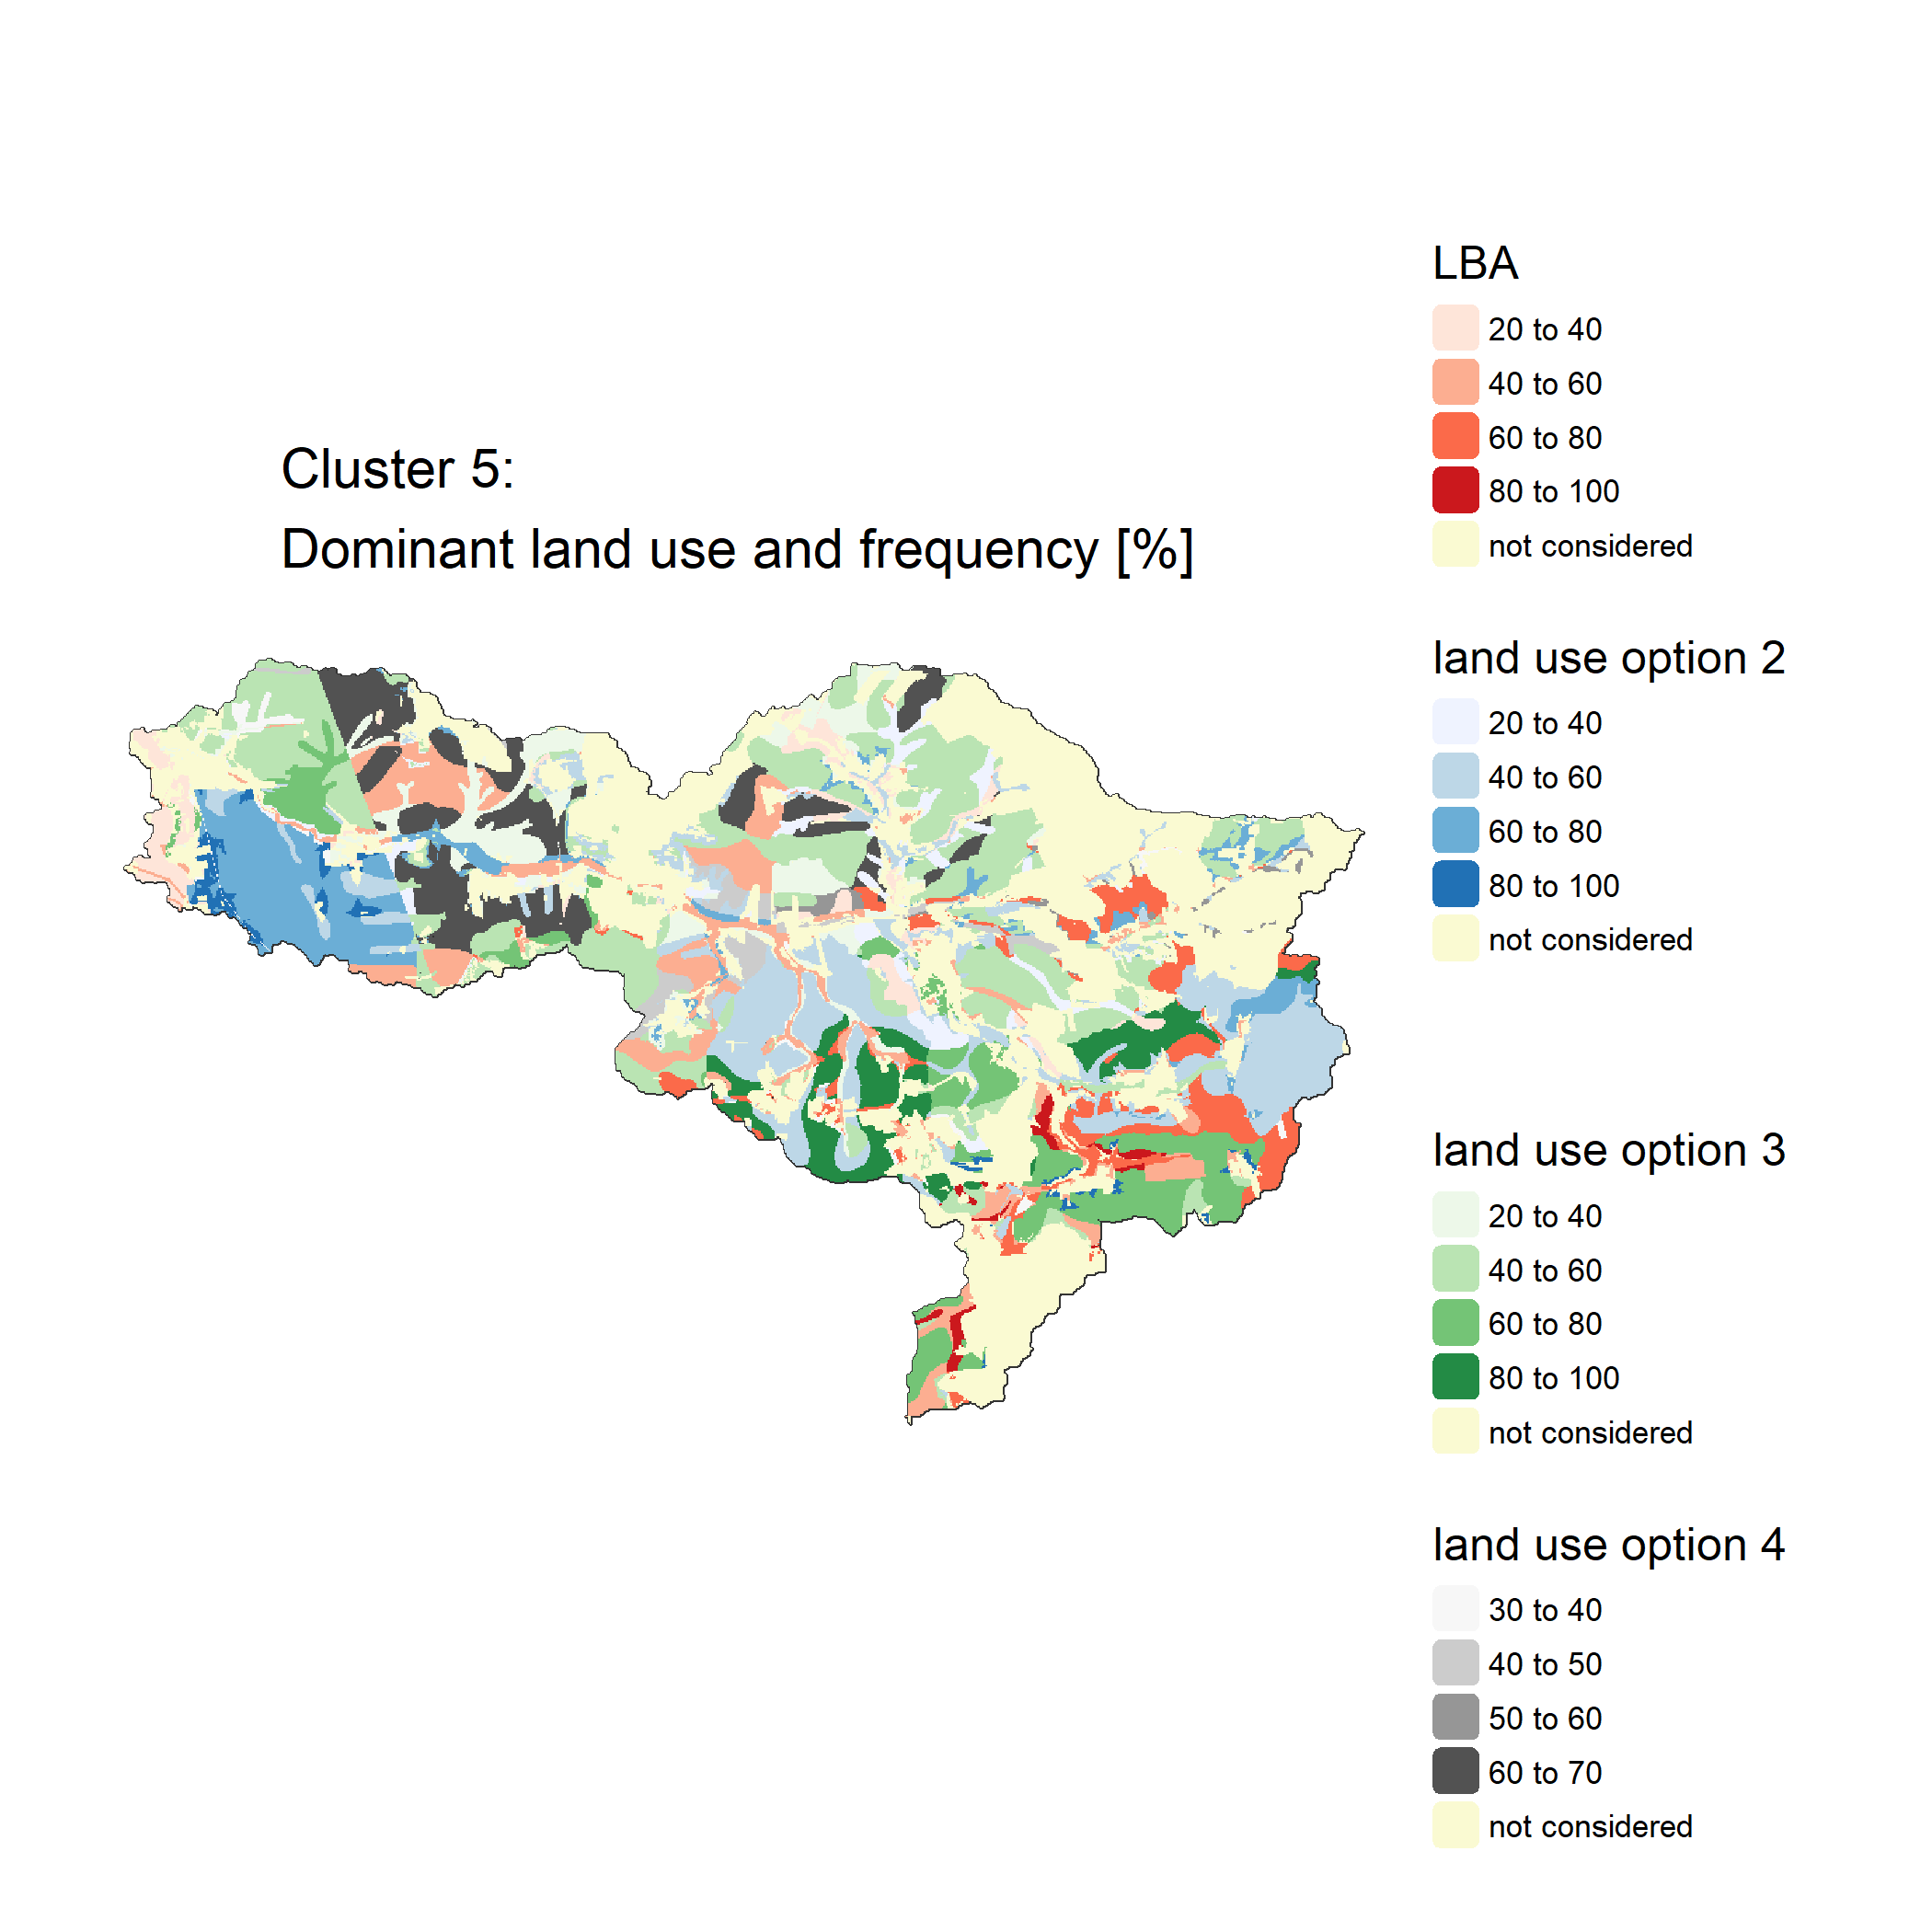 Cluster 5:
Dominant land use and frequency [%]
LBA
20 to 40
40 to 60
60 to 80
80 to 100
not considered
land use option 2
20 to 40
40 to 60
60 to 80
80 to 100
not considered
land use option 3
20 to 40
40 to 60
60 to 80
80 to 100
not considered
land use option 4
30 to 40
40 to 50
50 to 60
60 to 70
not considered